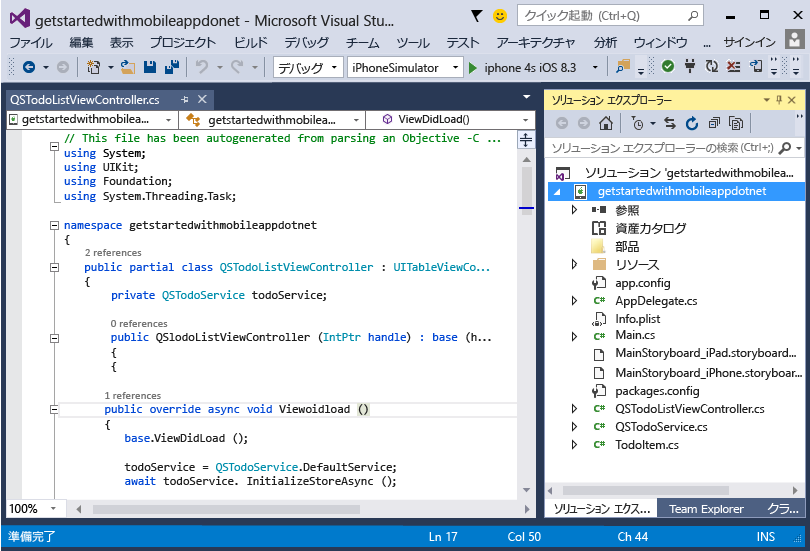 getstartedwithmobileappdonet - Microsoft Visual Stu...
クイック起動 (Ctrl+Q)
ファイル 編集 表示 プロジェクト ビルド デバッグ チーム ツール テスト アーキテクチャ 分析 ウィンドウ ... サインイン
デバッグ iPhoneSimulator iphone 4s iOS 8.3
QSTodoListViewController.cs
getstartedwithmobilea... getstartedwithmobilea... ViewDidLoad()
// This file has been autogenerated from parsing an Objective -C ...
using System;
using UIKit;
using Foundation;
using System.Threading.Task;
namespace getstartedwithmobileappdotnet
{
2 references
public partial class QSTodoListViewController : UITableViewCo...
{
private QSTodoService todoService;
0 references
public QSlodoListViewController (IntPtr handle) : base (h...
{
{
1 references
public override async void Viewoidload ()
{
base.ViewDidLoad ();
todoService = QSTodoService.DefaultService;
await todoService. InitializeStoreAsync ();
100%
ソリューション エクスプローラー
ソリューション エクスプローラーの検索(Ctrl+;)
ソリューション 'getstartedwithmobilea...
getstartedwithmobileappdotnet
参照
資産カタログ
部品
リソース
app.config
C# AppDelegate.cs
Info.plist
C# Main.cs
MainStoryboard_iPad.storyboard...
MainStoryboard_iPhone.storyboar...
packages.config
C# QSTodoListViewController.cs
C# QSTodoService.cs
C# TodoItem.cs
ソリューション エクス... Team Explorer クラ...
準備完了 Ln 17 Col 50 Ch 44 INS